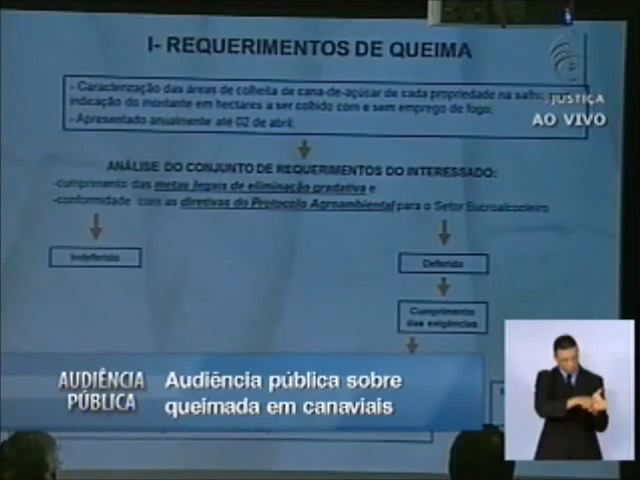 I- REQUERIMENTOS DE QUEIMA
- Caracterização das áreas de colheita de cana-de-açúcar de cada propriedade na safra,
indicação do montante em hectares a ser colhido com e sem emprego de fogo;
- Apresentado anualmente até 02 de abril;
JUSTIÇA
AO VIVO
ANÁLISE DO CONJUNTO DE REQUERIMENTOS DO INTERESSADO:
-cumprimento das metas legais de eliminação gradativa e
-conformidade com as diretivas do Protocolo Agroambiental para o Setor Sucroalcooleiro
Indeferido
Deferido
Cumprimento
das exigências
AUDIÊNCIA
PÚBLICA
Audiência pública sobre
queimada em canaviais